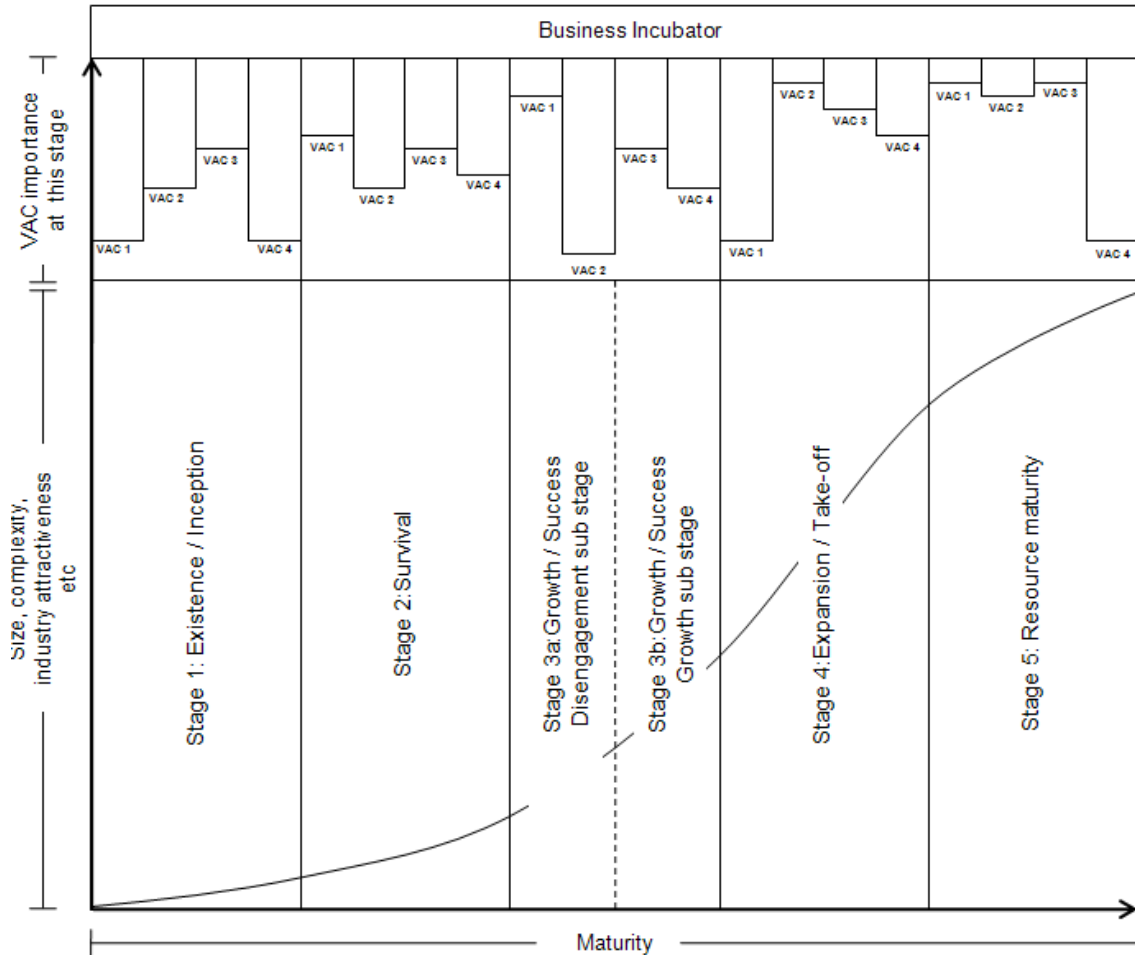 Business Incubator
VAC importance
at this stage
VAC 1
VAC 2
VAC 3
VAC 4
VAC 1
VAC 2
VAC 3
VAC 4
VAC 1
VAC 2
VAC 3
VAC 4
VAC 1
VAC 2
VAC 3
VAC 4
VAC 1
VAC 2
VAC 3
VAC 4
Size, complexity,
industry attractiveness
etc
Stage 1: Existence / Inception
Stage 2:Survival
Stage 3a:Growth / Success
Disengagement sub stage
Stage 3b:Growth / Success
Growth sub stage
Stage 4:Expansion / Take-off
Stage 5: Resource maturity
Maturity